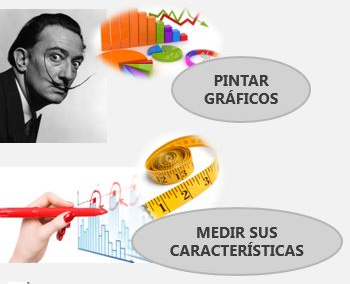 PINTAR
GRÁFICOS
MEDIR SUS
CARACTERÍSTICAS